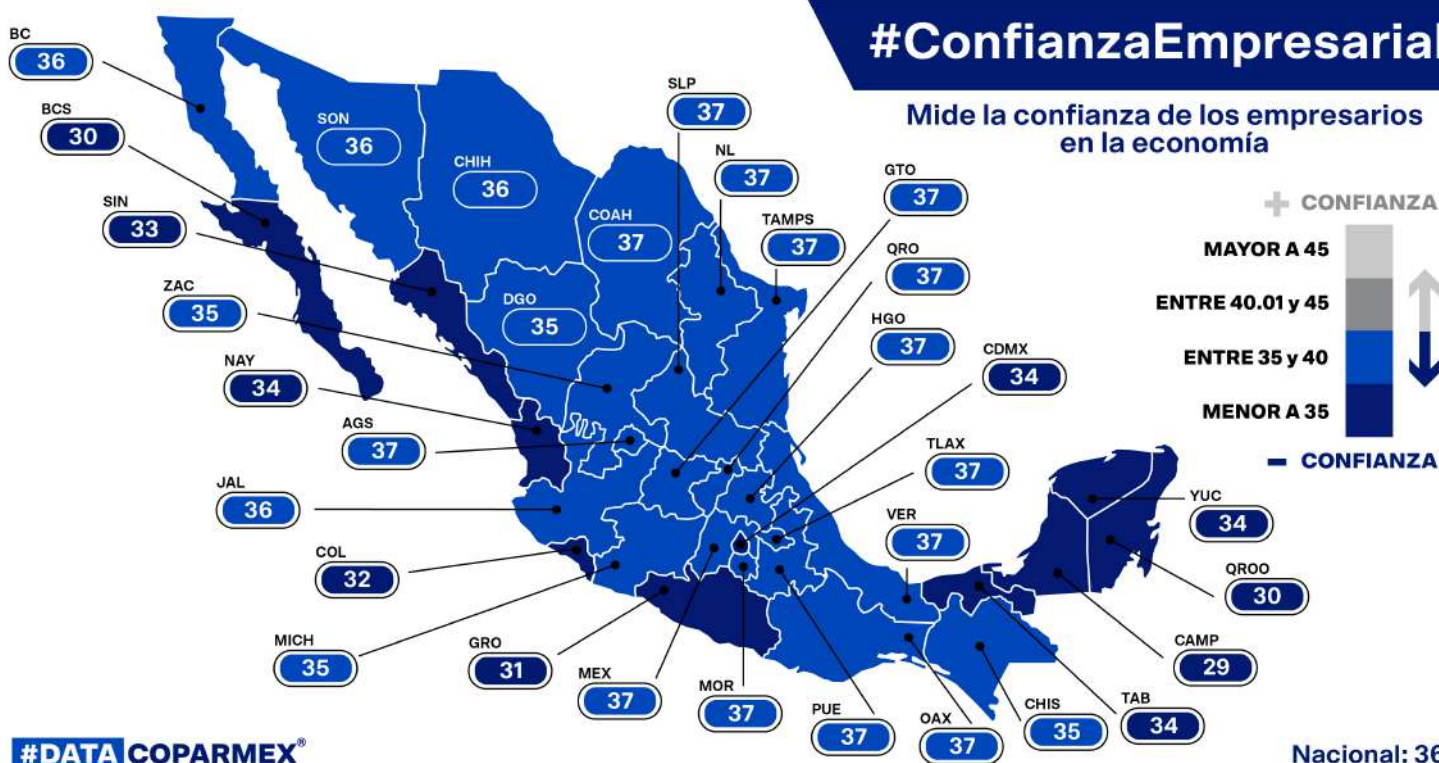 #ConfianzaEmpresarial
Mide la confianza de los empresarios
en la economía
+ CONFIANZA
MAYOR A 45
ENTRE 40.01 y 45
ENTRE 35 y 40
MENOR A 35
- CONFIANZA
BC
36
BCS
30
SON
36
CHIH
36
SLP
37
NL
37
GTO
37
SIN
33
COAH
37
TAMPS
37
QRO
37
ZAC
35
DGO
35
HGO
37
CDMX
34
NAY
34
AGS
37
TLAX
37
JAL
36
VER
37
YUC
34
COL
32
QROO
30
MICH
35
GRO
31
MEX
37
MOR
37
PUE
37
OAX
37
CHIS
35
TAB
34
CAMP
29
#DATA COPARMEX®
Nacional: 36